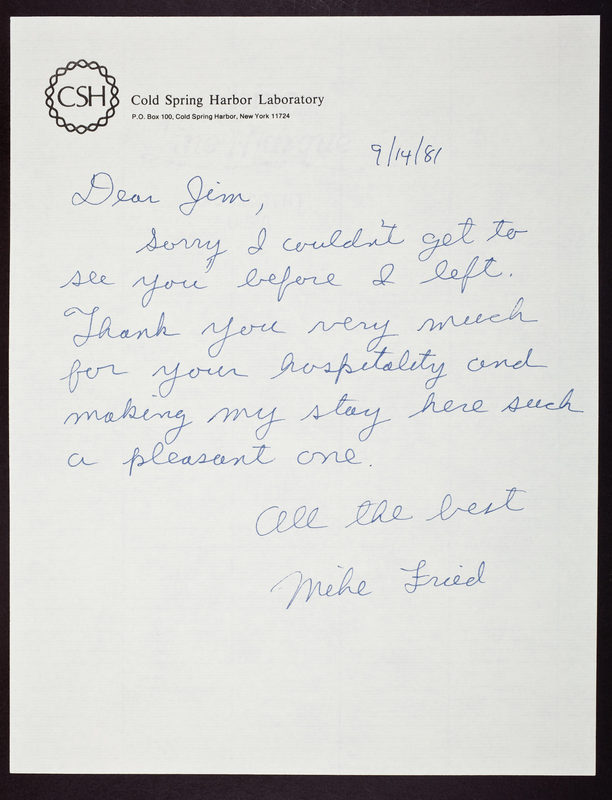 CSH
Cold Spring Harbor Laboratory
P.O. Box 100, Cold Spring Harbor, New York 11724
9/14/81
Dear Jim,
Sorry I couldn't get to
see you before I left.
Thank you very much
for your hospitality and
making my stay here such
a pleasant one.
All the best
Mike Fried